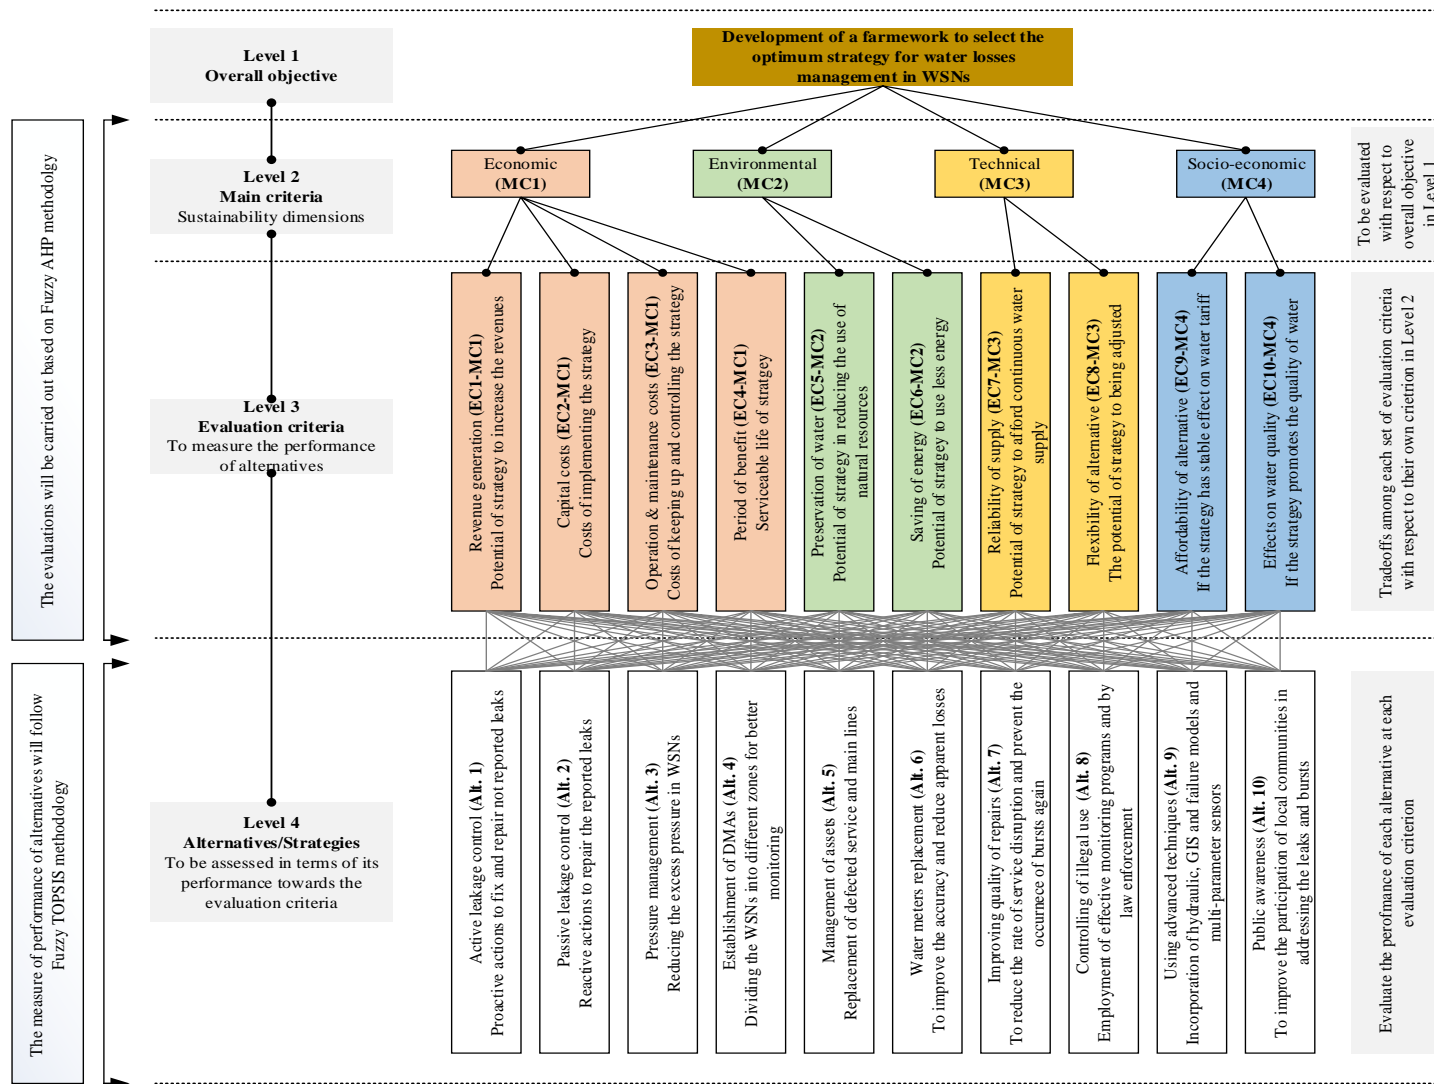 Level 1
Overall objective
Development of a farmework to select the
optimum strategy for water losses
management in WSNs
The evaluations will be carried out based on Fuzzy AHP methodolgy
Level 2
Main criteria
Sustainability dimensions
Economic
(MC1)
Environmental
(MC2)
Technical
(MC3)
Socio-economic
(MC4)
To be evaluated
with respect to
overall objective
in Level 1
Level 3
Evaluation criteria
To measure the performance
of alternatives
Revenue generation (EC1-MC1)
Potential of strategy to increase the revenues
Capital costs (EC2-MC1)
Costs of implementing the strategy
Operation & maintenance costs (EC3-MC1)
Costs of keeping up and controlling the strategy
Period of benefit (EC4-MC1)
Serviceable life of stratgey
Preservation of water (EC5-MC2)
Potential of strategy in reducing the use of
natural resources
Saving of energy (EC6-MC2)
Potential of stratgey to use less energy
Reliability of supply (EC7-MC3)
Potential of strategy to afford continuous water
supply
Flexibility of alternative (EC8-MC3)
The potential of strategy to being adjusted
Affordability of alternative (EC9-MC4)
If the strategy has stable effect on water tariff
Effects on water quality (EC10-MC4)
If the stratgey promotes the quality of water
Tradeoffs among each set of evaluation criteria
with respect to their own crietrion in Level 2
The measure of performance of alternatives will follow
Fuzzy TOPSIS methodology
Level 4
Alternatives/Strategies
To be assessed in terms of its
performance towards the
evaluation criteria
Active leakage control (Alt. 1)
Proactive actions to fix and repair not reported leaks
Passive leakage control (Alt. 2)
Reactive actions to repair the reported leaks
Pressure management (Alt. 3)
Reducing the excess pressure in WSNs
Establishment of DMAs (Alt. 4)
Dividing the WSNs into different zones for better
monitoring
Management of assets (Alt. 5)
Replacement of defected service and main lines
Water meters replacement (Alt. 6)
To improve the accuracy and reduce apparent losses
Improving quality of repairs (Alt. 7)
To reduce the rate of service disruption and prevent the
occurnece of bursts again
Controlling of illegal use (Alt. 8)
Employment of effective monitoring programs and by
law enforcement
Using advanced techniques (Alt. 9)
Incorporation of hydraulic, GIS and failure models and
multi-parameter sensors
Public awareness (Alt. 10)
To improve the participation of local communities in
addressing the leaks and bursts
Evaluate the perofmance of each alternative at each
evaluation criterion